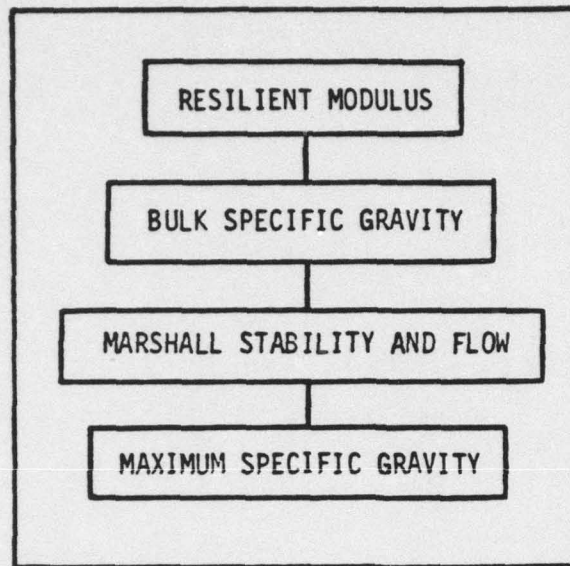 RESILIENT MODULUS
BULK SPECIFIC GRAVITY
MARSHALL STABILITY AND FLOW
MAXIMUM SPECIFIC GRAVITY